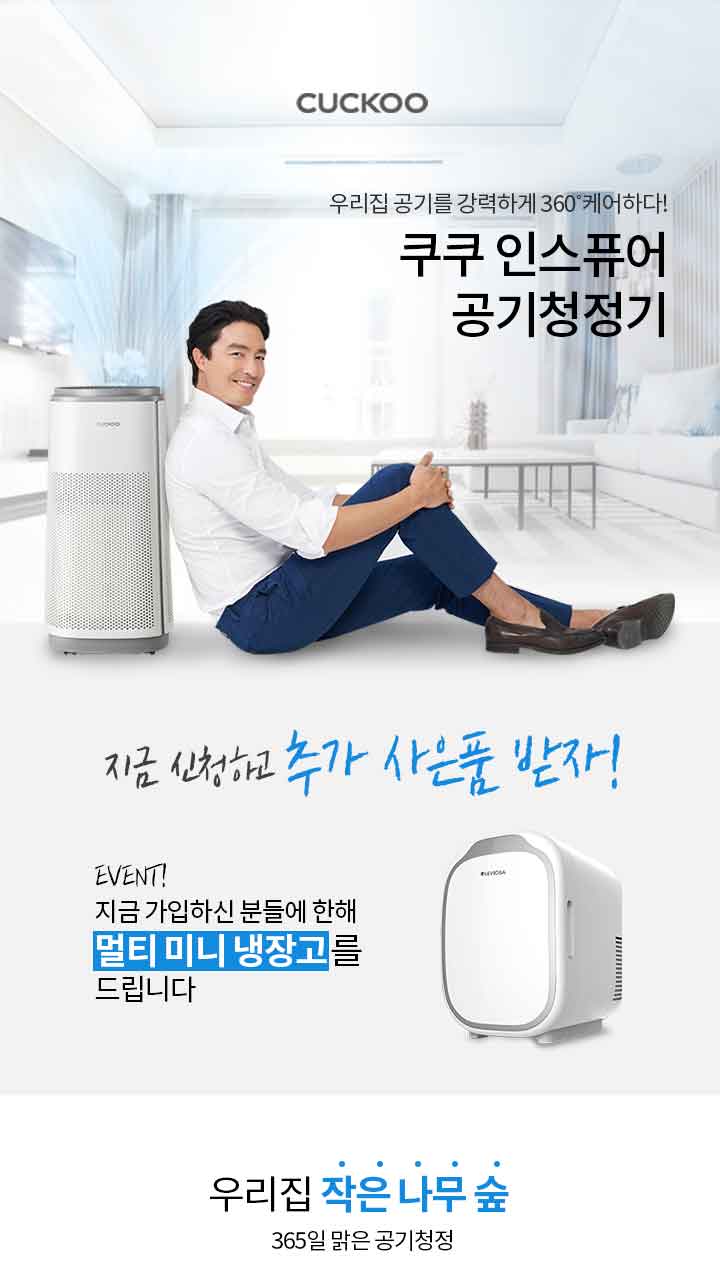 CUCKOO
우리집 공기를 강력하게 360˚케어하다!
쿠쿠 인스퓨어
공기청정기
CUCKOO
지금 신청하고 추가 사은품 받자!
EVENT!
지금 가입하신 분들에 한해
멀티 미니 냉장고를
드립니다
LEVIOSA
우리집 작은 나무 숲
365일 맑은 공기청정